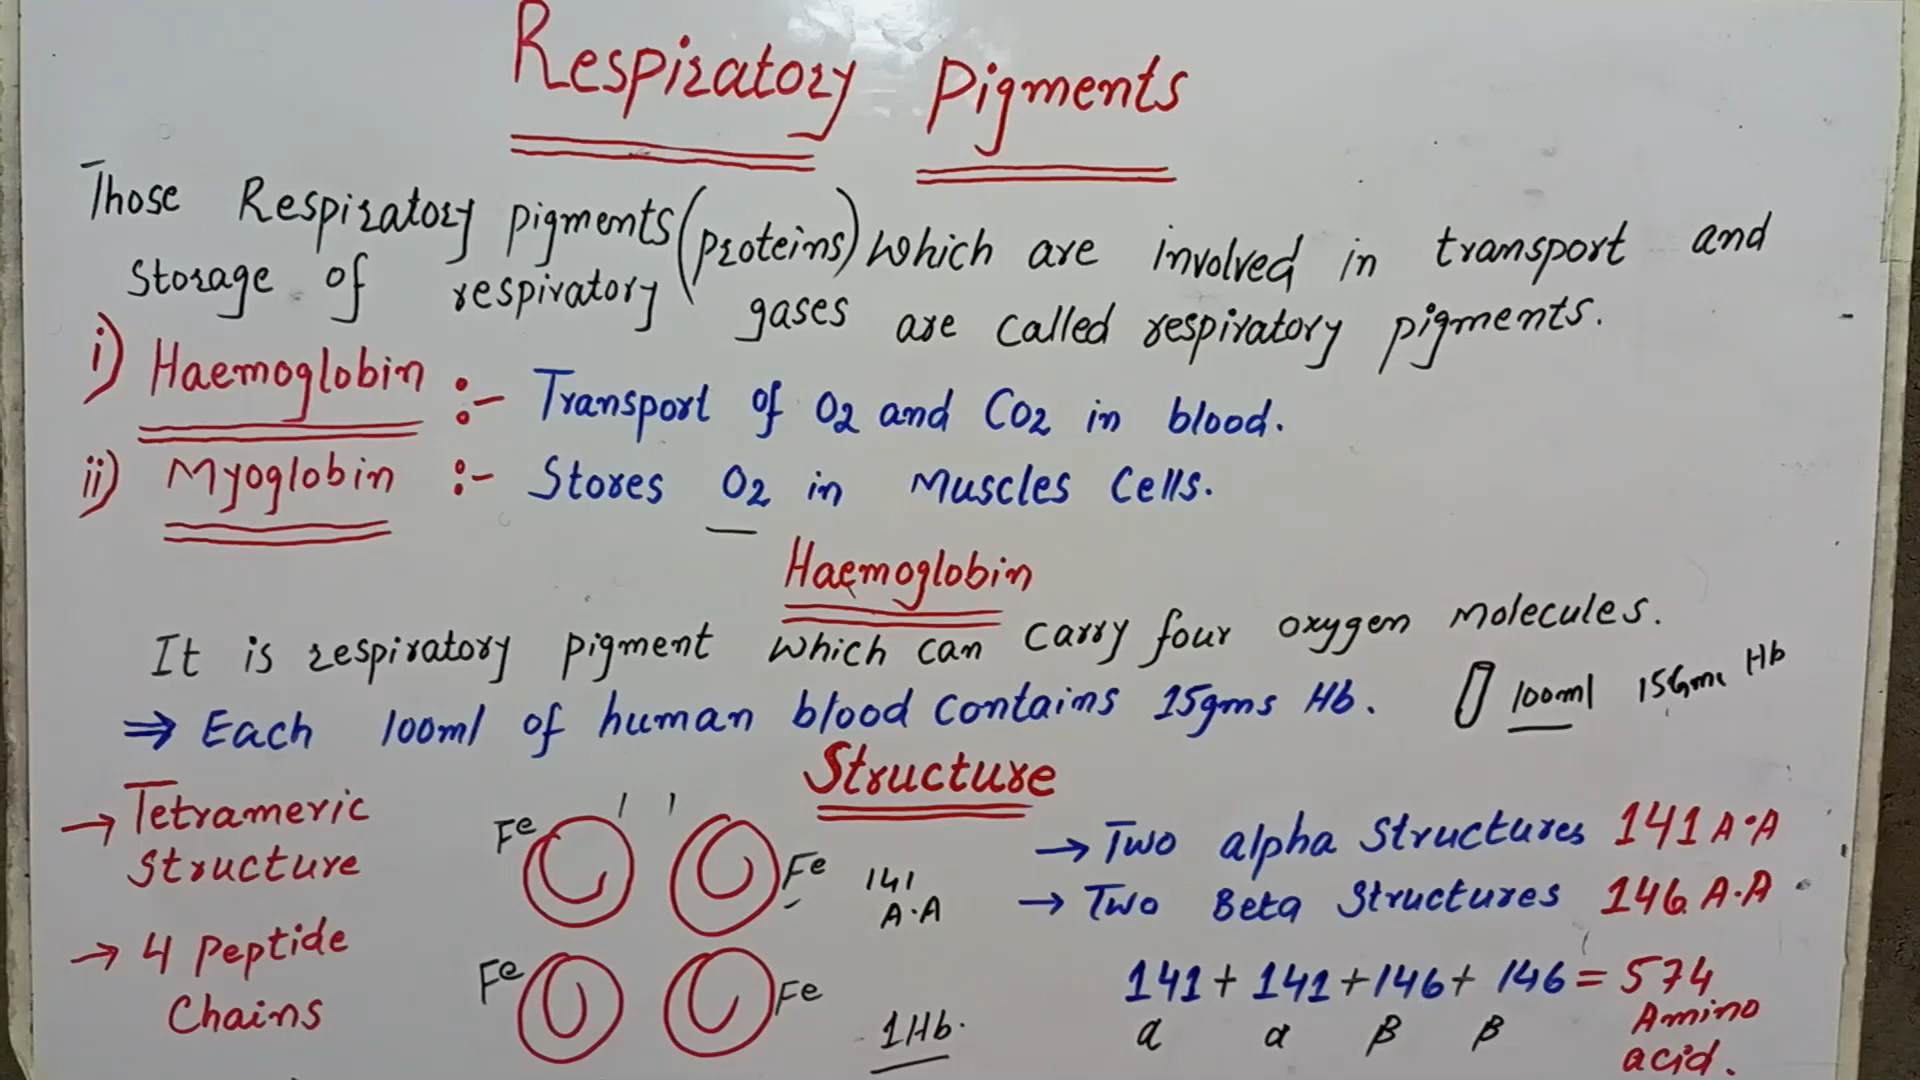 Respiratory Pigments
Those Respiratory pigments (proteins) which are involved in transport and
storage of respiratory gases are called respiratory pigments.
i) Haemoglobin :- Transport of O2 and CO2 in blood.
ii) Myoglobin :- Stores O2 in Muscles Cells.
Haemoglobin
It is respiratory pigment which can carry four oxygen molecules.
⇒ Each 100ml of human blood contains 15gms Hb.
100ml 15Gms Hb
Structure
→ Tetrameric
Structure
→ 4 peptide
Chains
Fe
Fe
141
A.A
Fe
Fe
1Hb.
→ Two alpha Structures 141 A.A
→ Two Beta Structures 146 A.A
141 + 141 + 146 + 146 = 574
α α β β
Amino
acid.